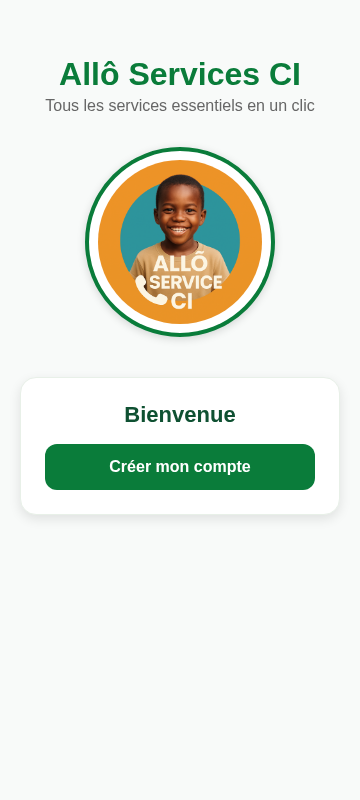 Allô Services CI
Tous les services essentiels en un clic
ALLÔ
SERVICE
CI
Bienvenue
Créer mon compte